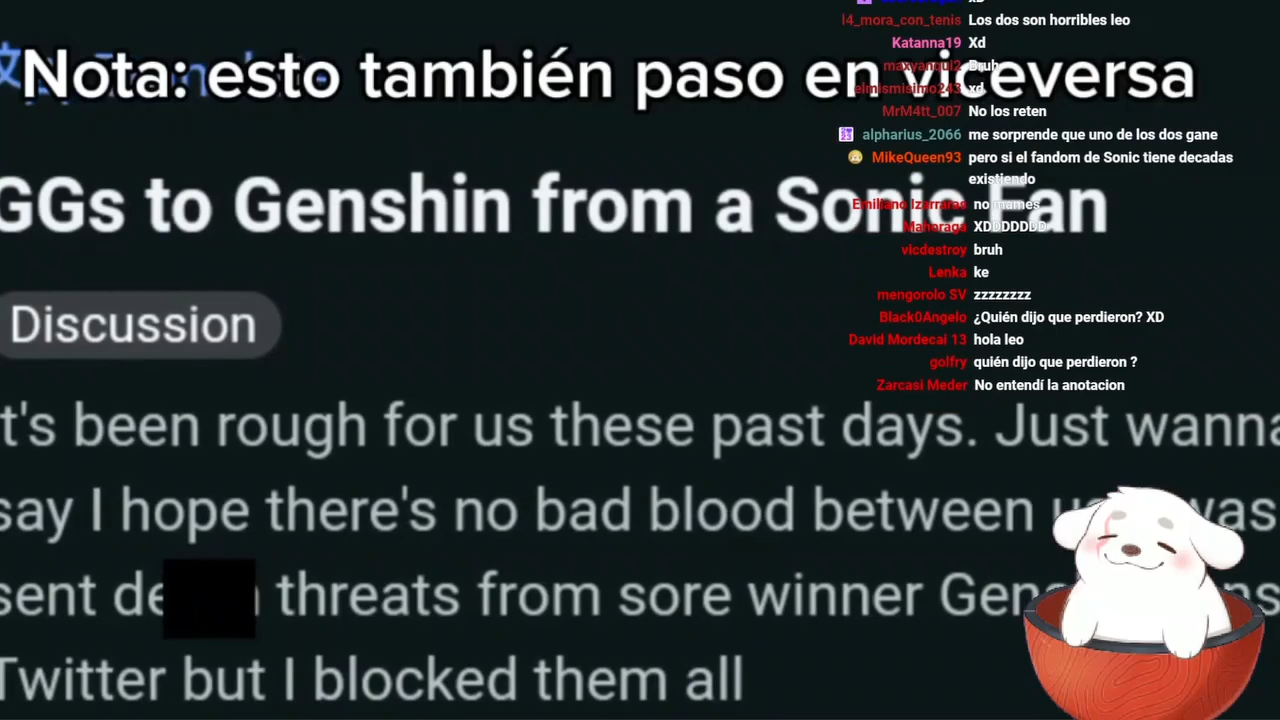 Nota: esto también paso en viceversa
GGs to Genshin from a Sonic Fan
Discussion
t's been rough for us these past days. Just wanna
say I hope there's no bad blood between
sent threats from sore winner
Twitter but I blocked them all
l4_mora_con_tenis Los dos son horribles leo
Katanna19 Xd
maxyangui2 Bruh
elmismisimo243 xd
MrM4tt_007 No los reten
alpharius_2066 me sorprende que uno de los dos gane
MikeQueen93 pero si el fandom de Sonic tiene decadas
existiendo
Emiliano Izarraras no mames
Mahoraga XDDDDDDD
vicdestroy bruh
Lenka ke
mengorolo SV zzzzzzzz
Black0Angelo ¿Quién dijo que perdieron? XD
David Mordecai 13 hola leo
golfry quién dijo que perdieron ?
Zarcasi Meder No entendí la anotacion